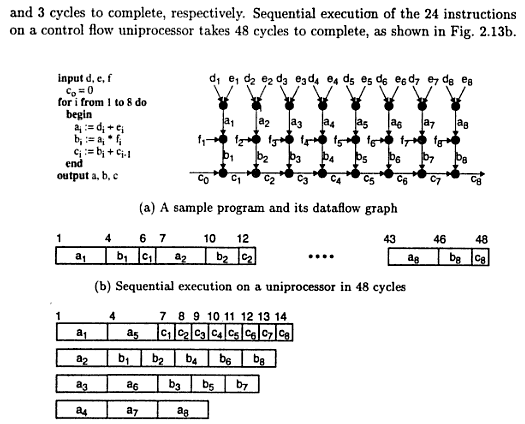 and 3 cycles to complete, respectively. Sequential execution of the 24 instructions
on a control flow uniprocessor takes 48 cycles to complete, as shown in Fig. 2.13b.
input d, e, f
c₀ = 0
for i from 1 to 8 do
begin
aᵢ := dᵢ + eᵢ
bᵢ := aᵢ * fᵢ
cᵢ := bᵢ + cᵢ₋₁
end
output a, b, c
d₁ e₁ d₂ e₂ d₃ e₃ d₄ e₄ d₅ e₅ d₆ e₆ d₇ e₇ d₈ e₈
a₁ a₂ a₃ a₄ a₅ a₆ a₇ a₈
f₁ f₂ f₃ f₄ f₅ f₆ f₇ f₈
b₁ b₂ b₃ b₄ b₅ b₆ b₇ b₈
c₀ c₁ c₂ c₃ c₄ c₅ c₆ c₇ c₈
(a) A sample program and its dataflow graph
1 4 6 7 10 12 43 46 48
a₁ b₁ c₁ a₂ b₂ c₂ •••• a₈ b₈ c₈
(b) Sequential execution on a uniprocessor in 48 cycles
1 4 7 8 9 10 11 12 13 14
a₁ a₅ c₁ c₂ c₃ c₄ c₅ c₆ c₇ c₈
a₂ b₁ b₂ b₄ b₆ b₈
a₃ a₆ b₃ b₅ b₇
a₄ a₇ a₈